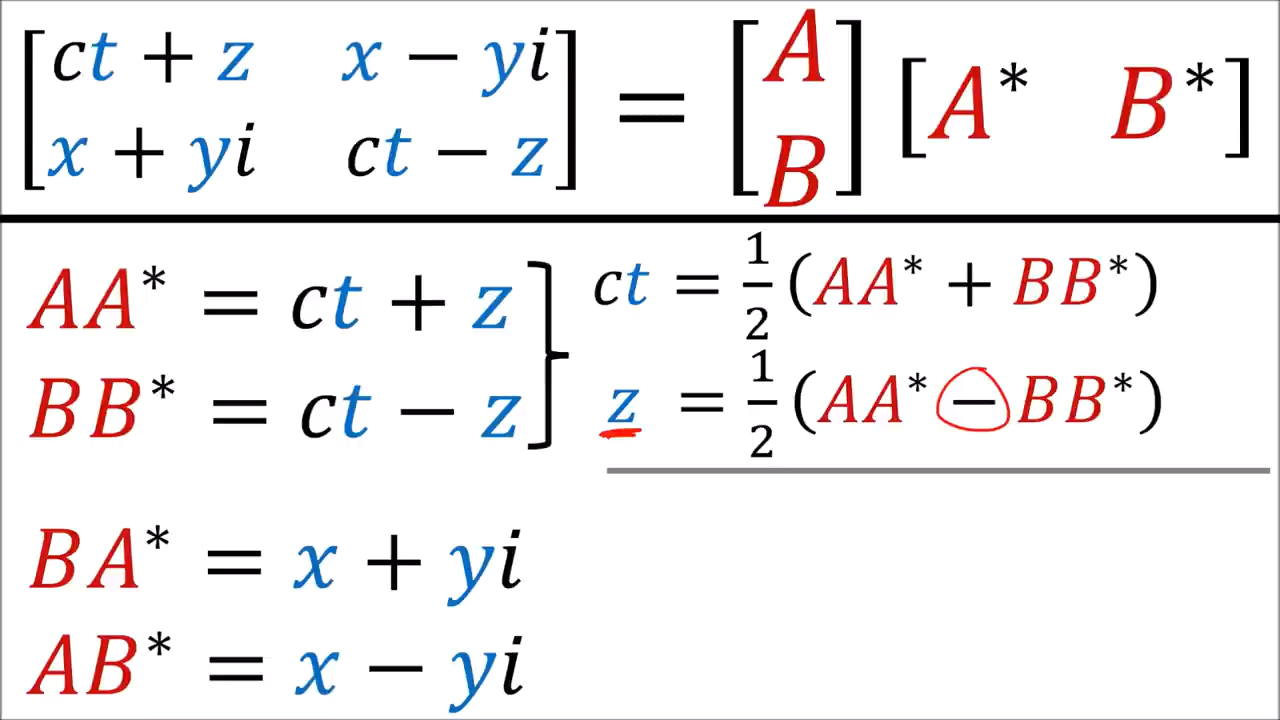 [ct + z  x − yi; x + yi  ct − z] = [A; B] [A*  B*]
AA* = ct + z
BB* = ct − z
ct = 1/2 (AA* + BB*)
z = 1/2 (AA* − BB*)
BA* = x + yi
AB* = x − yi